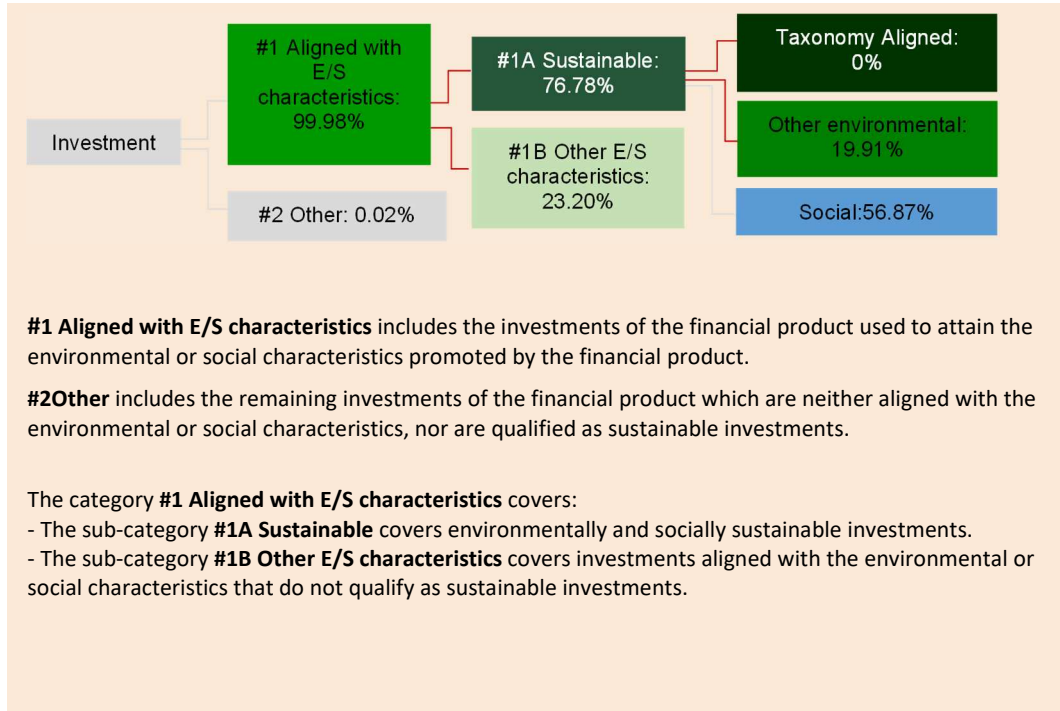 #1 Aligned with
E/S
characteristics:
99.98%
#1A Sustainable:
76.78%
Taxonomy Aligned:
0%
Investment
#1B Other E/S
characteristics:
23.20%
Other environmental:
19.91%
#2 Other: 0.02%
Social:56.87%
#1 Aligned with E/S characteristics includes the investments of the financial product used to attain the
environmental or social characteristics promoted by the financial product.
#2Other includes the remaining investments of the financial product which are neither aligned with the
environmental or social characteristics, nor are qualified as sustainable investments.
The category #1 Aligned with E/S characteristics covers:
- The sub-category #1A Sustainable covers environmentally and socially sustainable investments.
- The sub-category #1B Other E/S characteristics covers investments aligned with the environmental or
social characteristics that do not qualify as sustainable investments.